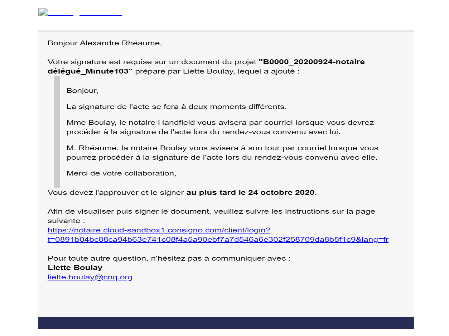 Bonjour Alexandre Rhéaume,
Votre signature est requise sur un document du projet "B0000_20200924-notaire
délégué_Minute103" préparé par Liette Boulay, lequel a ajouté :
Bonjour,
La signature de l'acte se fera à deux moments différents.
Mme Boulay, le notaire Handfield vous avisera par courriel lorsque vous devrez
procéder à la signature de l'acte lors du rendez-vous convenu avec lui.
M. Rhéaume, la notaire Boulay vous avisera à son tour par courriel lorsque vous
pourrez procéder à la signature de l'acte lors du rendez-vous convenu avec elle.
Merci de votre collaboration,
Vous devez l'approuver et le signer au plus tard le 24 octobre 2020.
Afin de visualiser puis signer le document, veuillez suivre les instructions sur la page
suivante :
https://notaire.cloud-sandbox1.consigno.com/client/login?
Pour toute autre question, n'hésitez pas à communiquer avec :
Liette Boulay
liette.boulay@cnq.org